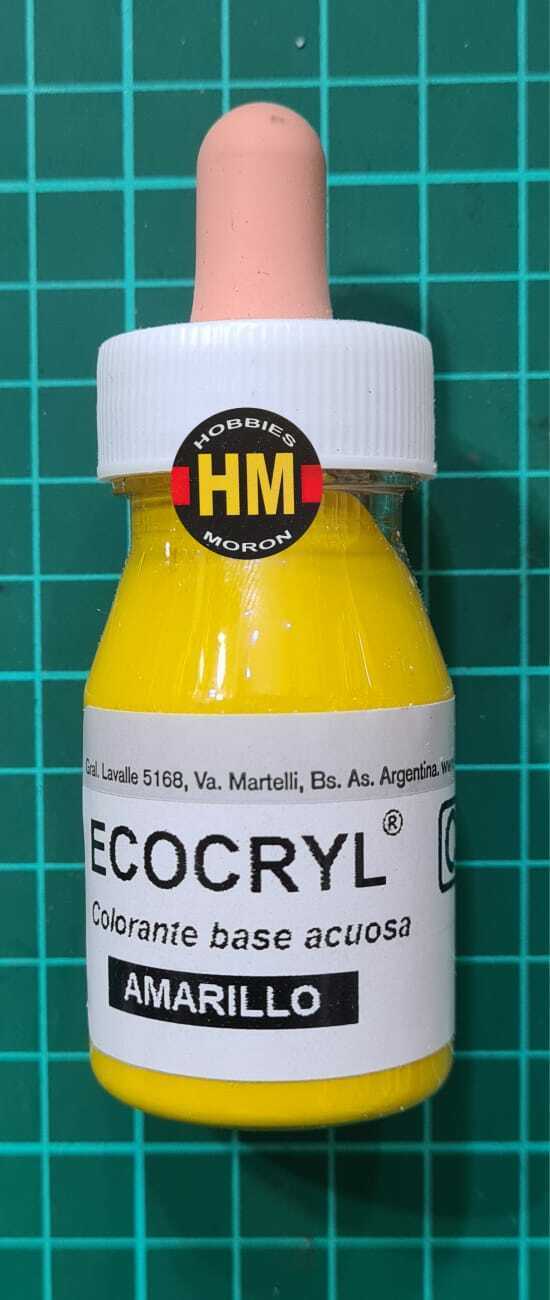 HOBBIES
HM
MORON
Gral. Lavalle 5168, Va. Martelli, Bs. As. Argentina.
ECOCRYL®
Colorante base acuosa
AMARILLO